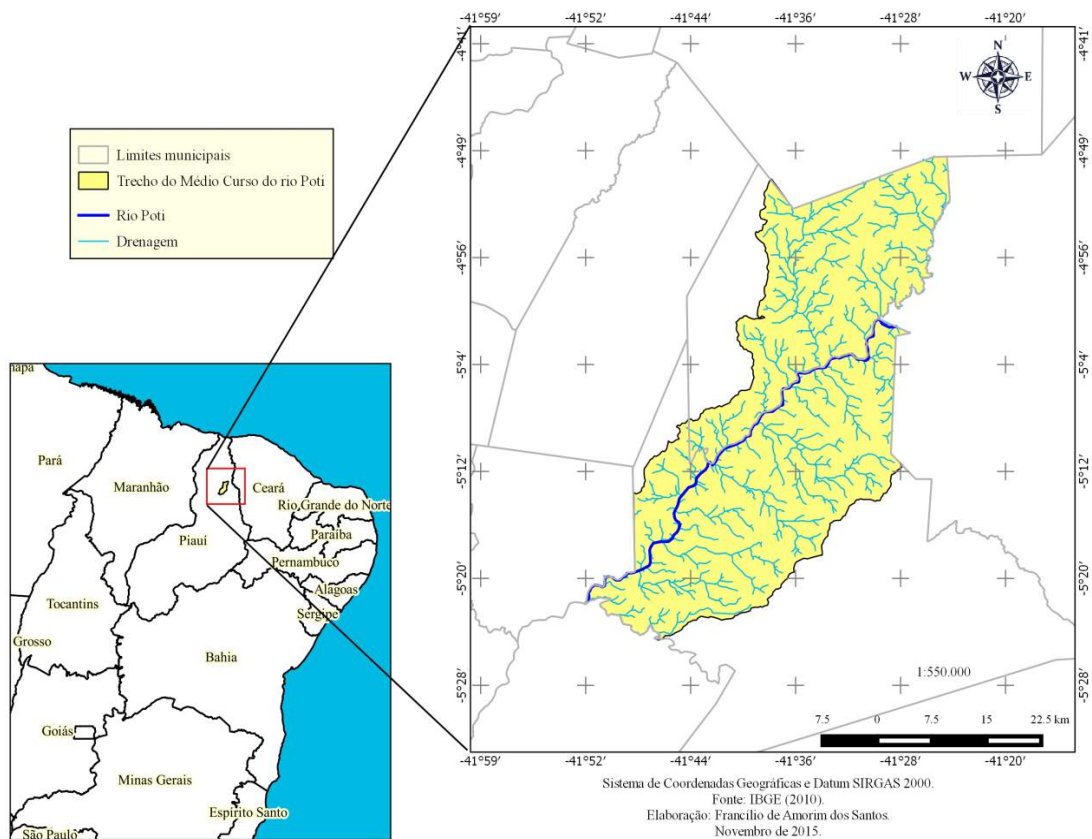 -41°59' -41°52' -41°44' -41°36' -41°28' -41°20'
-4°41' -4°41'
N
W E
S
-4°49' -4°49'
Limites municipais
Trecho do Médio Curso do rio Poti
Rio Poti
Drenagem
-4°56' -4°56'
-5°4' -5°4'
-5°12' -5°12'
-5°20' -5°20'
-5°28' -5°28'
1:550.000
7.5 0 7.5 15 22.5 km
-41°59' -41°52' -41°44' -41°36' -41°28' -41°20'
napa
Pará
Maranhão
Ceará
Rio Grande do Norte
Paraíba
Piauí
Pernambuco
Alagoas
Tocantins
Sergipe
Grosso
Bahia
Goiás
Minas Gerais
Espírito Santo
São Paulo
Sistema de Coordenadas Geográficas e Datum SIRGAS 2000.
Fonte: IBGE (2010).
Elaboração: Francílio de Amorim dos Santos.
Novembro de 2015.